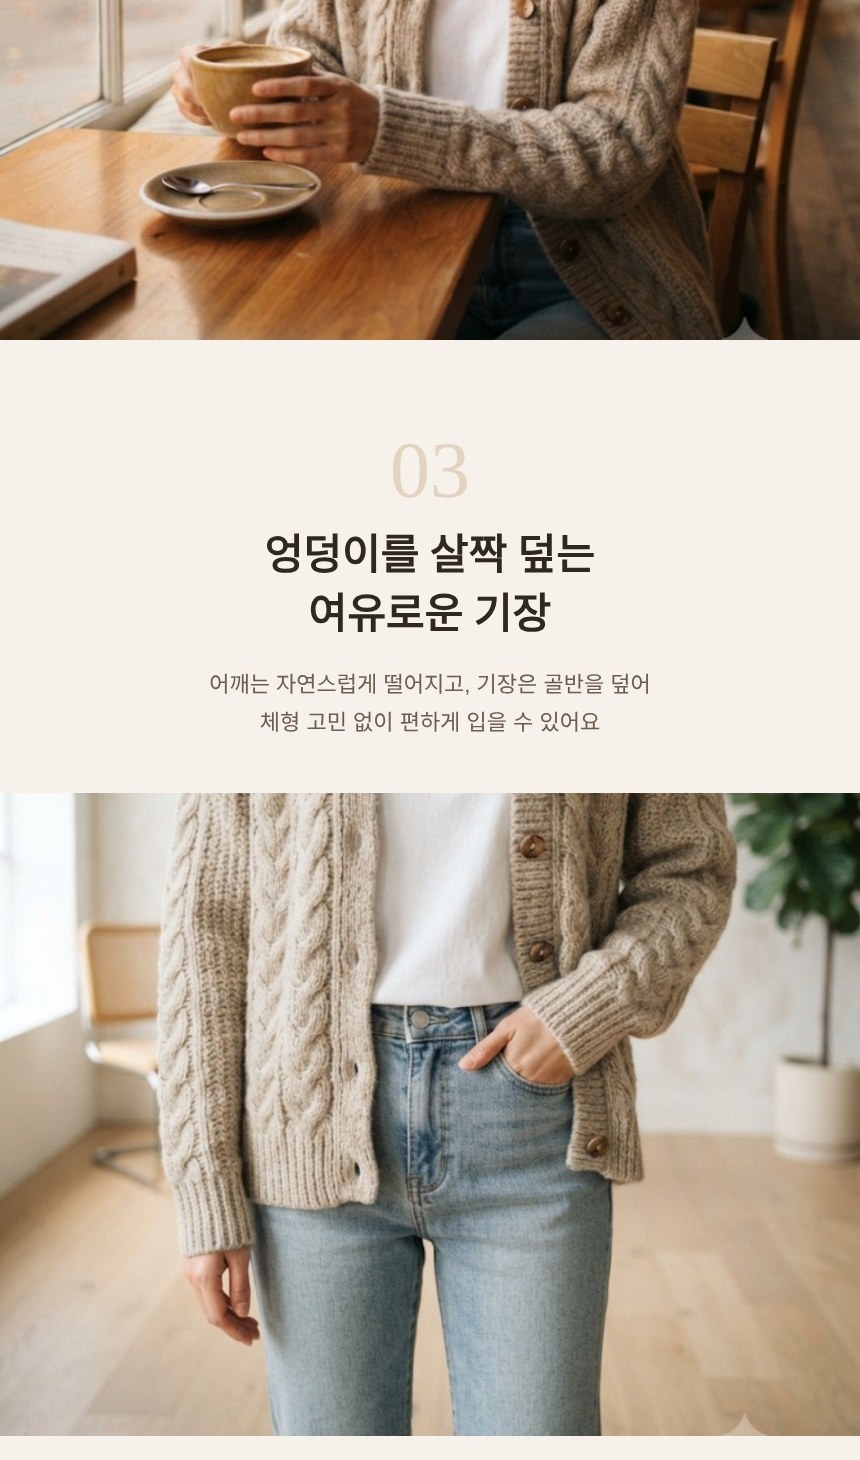 03
엉덩이를 살짝 덮는
여유로운 기장
어깨는 자연스럽게 떨어지고, 기장은 골반을 덮어
체형 고민 없이 편하게 입을 수 있어요